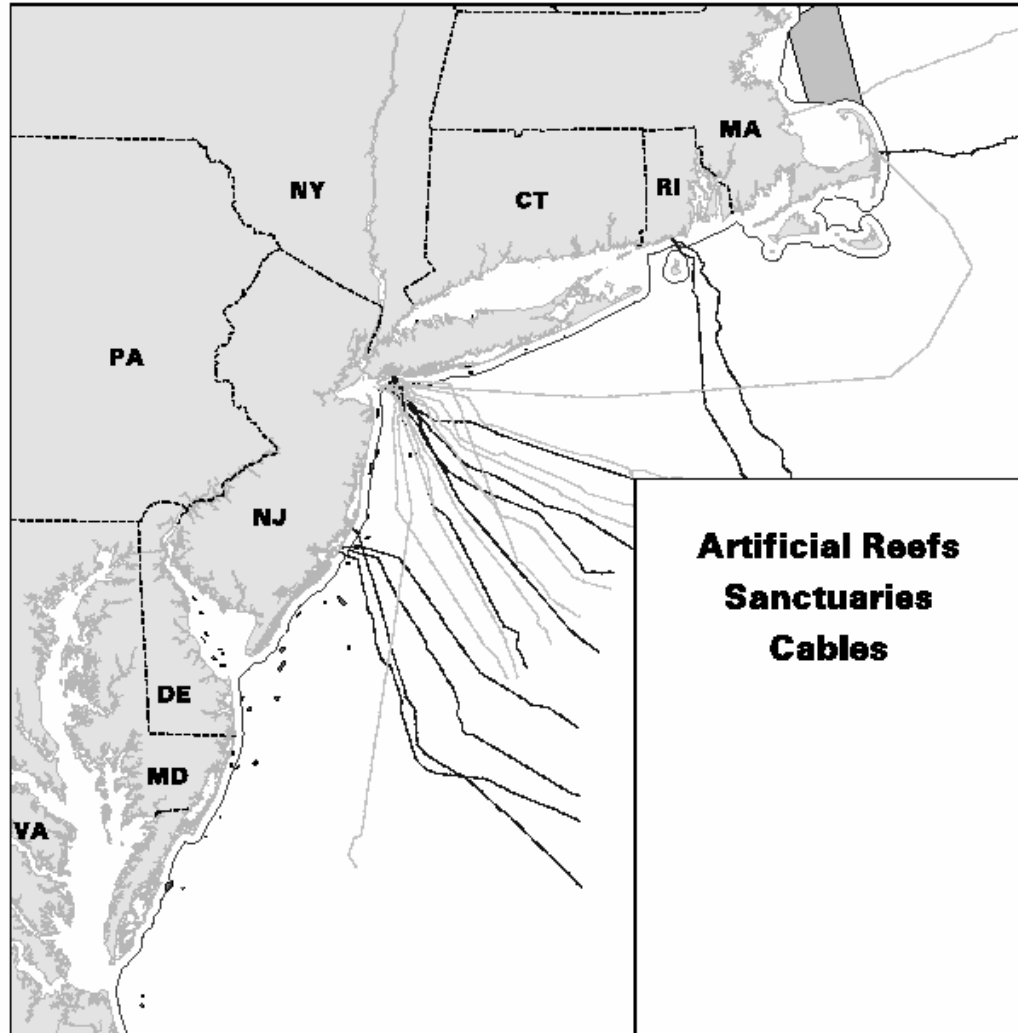 MA
NY
CT
RI
PA
NJ
Artificial Reefs
Sanctuaries
Cables
DE
MD
VA